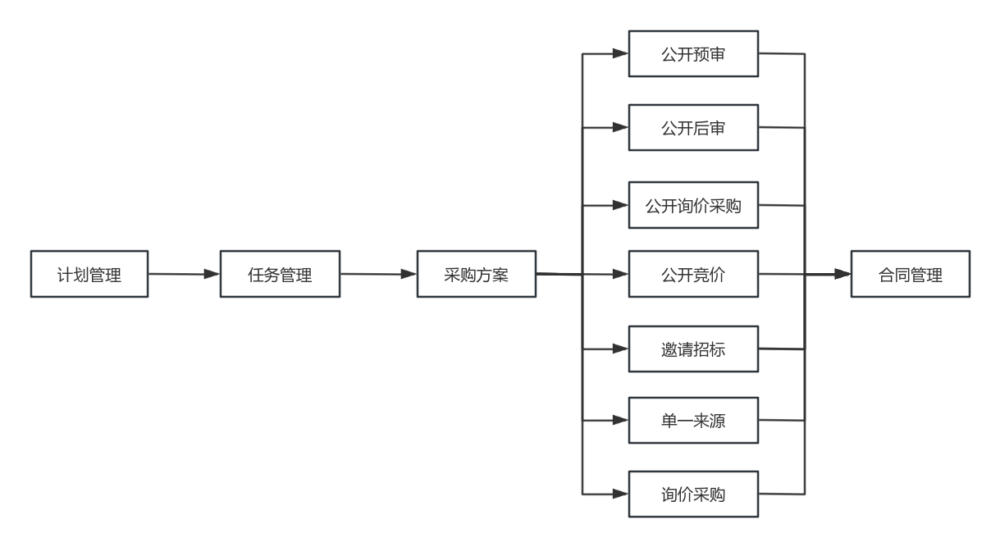 计划管理
任务管理
采购方案
公开预审
公开后审
公开询价采购
公开竞价
邀请招标
单一来源
询价采购
合同管理